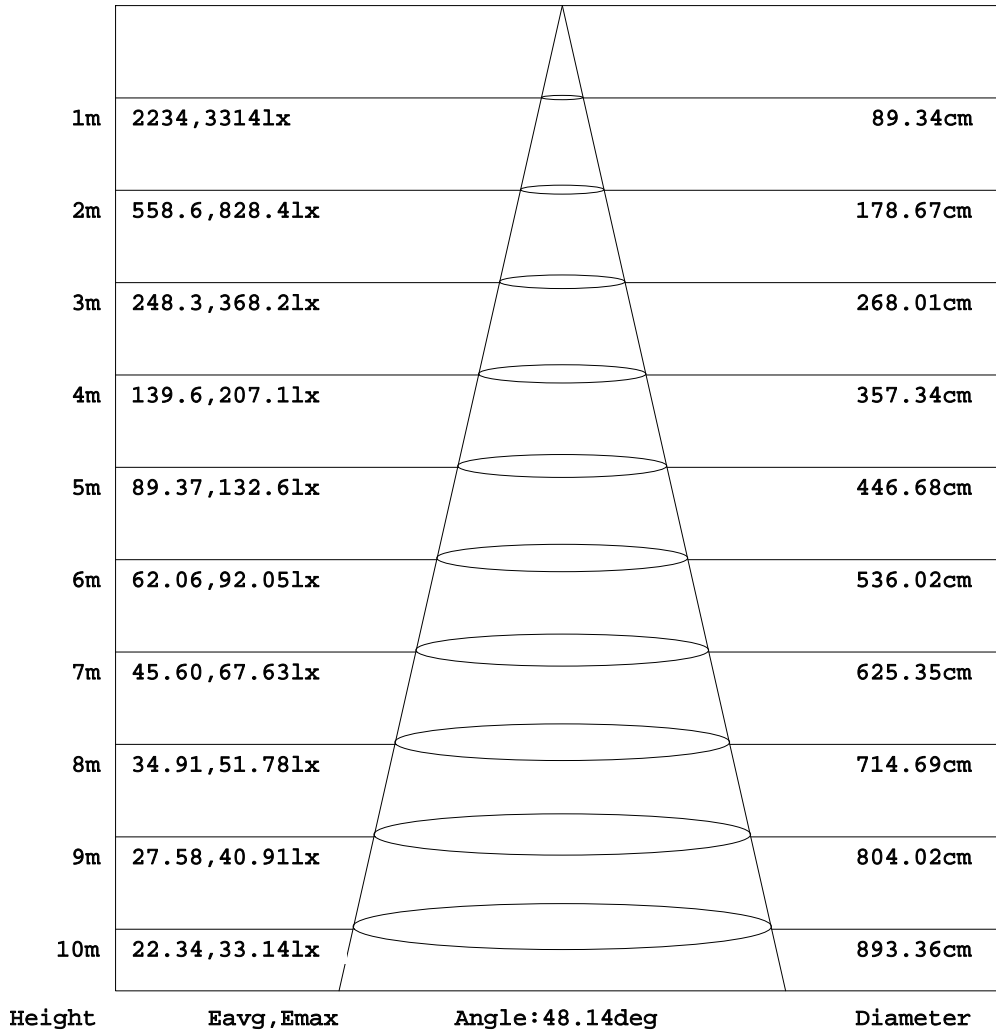 1m 2234,3314lx 89.34cm
2m 558.6,828.4lx 178.67cm
3m 248.3,368.2lx 268.01cm
4m 139.6,207.1lx 357.34cm
5m 89.37,132.6lx 446.68cm
6m 62.06,92.05lx 536.02cm
7m 45.60,67.63lx 625.35cm
8m 34.91,51.78lx 714.69cm
9m 27.58,40.91lx 804.02cm
10m 22.34,33.14lx 893.36cm
Height Eavg,Emax Angle:48.14deg Diameter